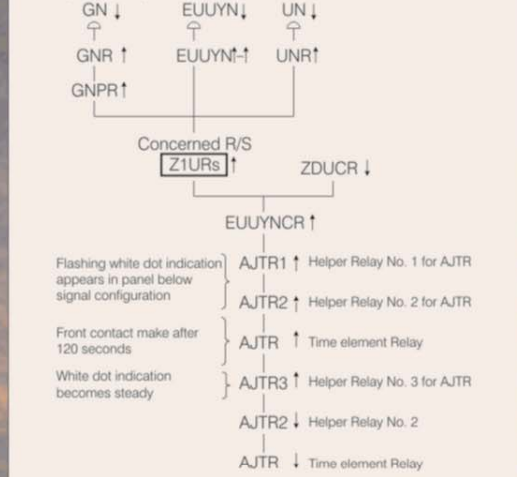 GN ↓ EUUYN↓ UN ↓
GNR ↑ EUUYN↑-↑ UNR↑
GNPR↑
Concerned R/S
Z1URs ↑ ZDUCR ↓
EUUYNCR ↑
Flashing white dot indication
appears in panel below
signal configuration
AJTR1 ↑ Helper Relay No. 1 for AJTR
AJTR2 ↑ Helper Relay No. 2 for AJTR
Front contact make after
120 seconds
AJTR ↑ Time element Relay
White dot indication
becomes steady
AJTR3 ↑ Helper Relay No. 3 for AJTR
AJTR2 ↓ Helper Relay No. 2
AJTR ↓ Time element Relay